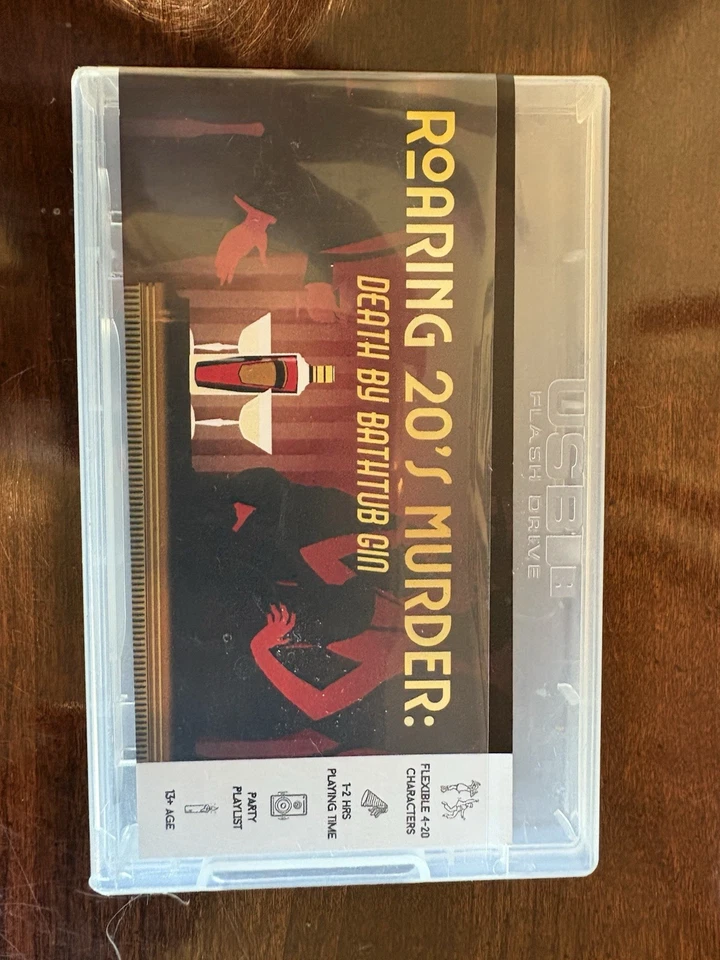 USB
FLASH DRIVE
ROARING 20'S MURDER:
DEATH BY BATHTUB GIN
FLEXIBLE 4-20
CHARACTERS
1-2 HRS
PLAYING TIME
PARTY
PLAYLIST
13+ AGE